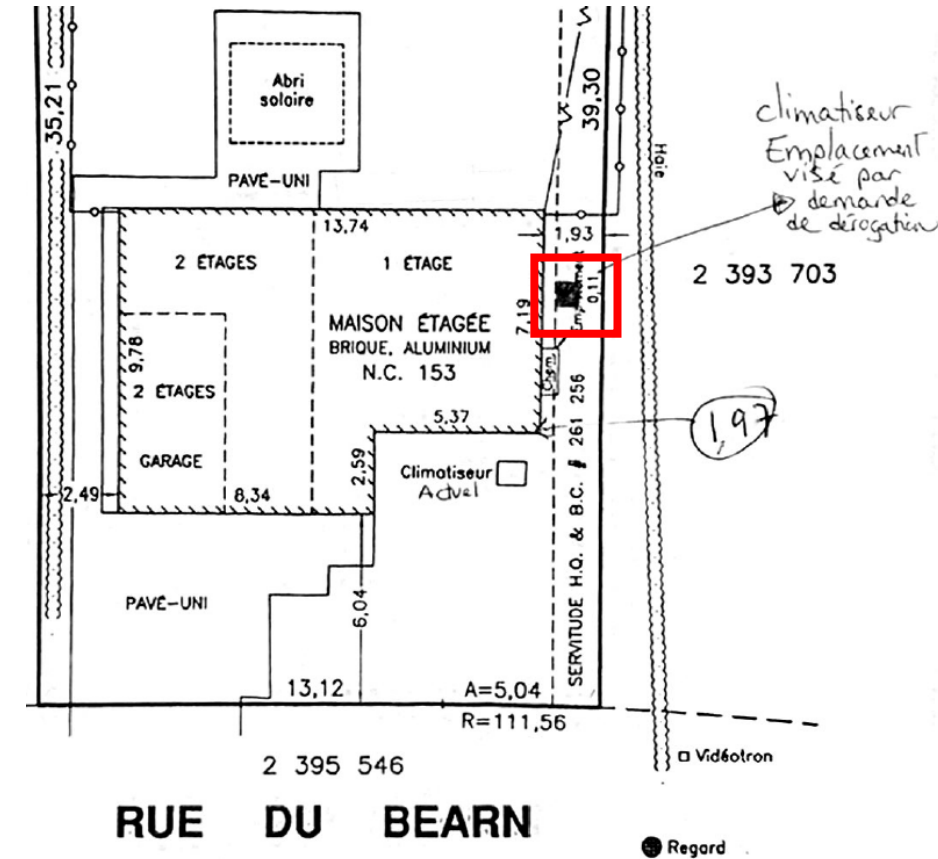 35,21
Abri
solaire
39,30
Haie
climatiseur
Emplacement
visé par
demande
de dérogation
PAVÉ-UNI
13,74
1,93
2 ÉTAGES
1 ÉTAGE
2 393 703
0,11
7,19
MAISON ÉTAGÉE
BRIQUE, ALUMINIUM
N.C. 153
9,78
2 ÉTAGES
Chem.
5,37
1,97
GARAGE
2,59
Climatiseur
Actuel
2,49
8,34
SERVITUDE H.Q. & B.C. # 261 256
PAVÉ-UNI
6,04
13,12
A=5,04
R=111,56
2 395 546
Vidéotron
RUE DU BEARN
Regard